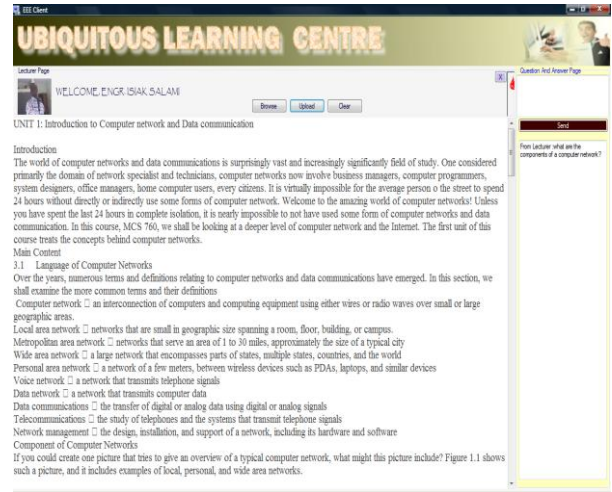 EEE Client
UBIQUITOUS LEARNING CENTRE
Lecturer Page
WELCOME, ENGR. ISIAK SALAMI
X
Browse
Upload
Clear
UNIT 1: Introduction to Computer network and Data communication
Introduction
The world of computer networks and data communications is surprisingly vast and increasingly significantly field of study. One considered
primarily the domain of network specialist and technicians, computer networks now involve business managers, computer programmers,
system designers, office managers, home computer users, every citizens. It is virtually impossible for the average person o the street to spend
24 hours without directly or indirectly use some forms of computer network. Welcome to the amazing world of computer networks! Unless
you have spent the last 24 hours in complete isolation, it is nearly impossible to not have used some form of computer networks and data
communication. In this course, MCS 760, we shall be looking at a deeper level of computer network and the Internet. The first unit of this
course treats the concepts behind computer networks.
Main Content
3.1 Language of Computer Networks
Over the years, numerous terms and definitions relating to computer networks and data communications have emerged. In this section, we
shall examine the more common terms and their definitions
Computer network □ an interconnection of computers and computing equipment using either wires or radio waves over small or large
geographic areas.
Local area network □ networks that are small in geographic size spanning a room, floor, building, or campus.
Metropolitan area network □ networks that serve an area of 1 to 30 miles, approximately the size of a typical city
Wide area network □ a large network that encompasses parts of states, multiple states, countries, and the world
Personal area network □ a network of a few meters, between wireless devices such as PDAs, laptops, and similar devices
Voice network □ a network that transmits telephone signals
Data network □ a network that transmits computer data
Data communications □ the transfer of digital or analog data using digital or analog signals
Telecommunications □ the study of telephones and the systems that transmit telephone signals
Network management □ the design, installation, and support of a network, including its hardware and software
Component of Computer Networks
If you could create one picture that tries to give an overview of a typical computer network, what might this picture include? Figure 1.1 shows
such a picture, and it includes examples of local, personal, and wide area networks.
Question And Answer Page
Send
From Lecturer :what are the
components of a computer network?